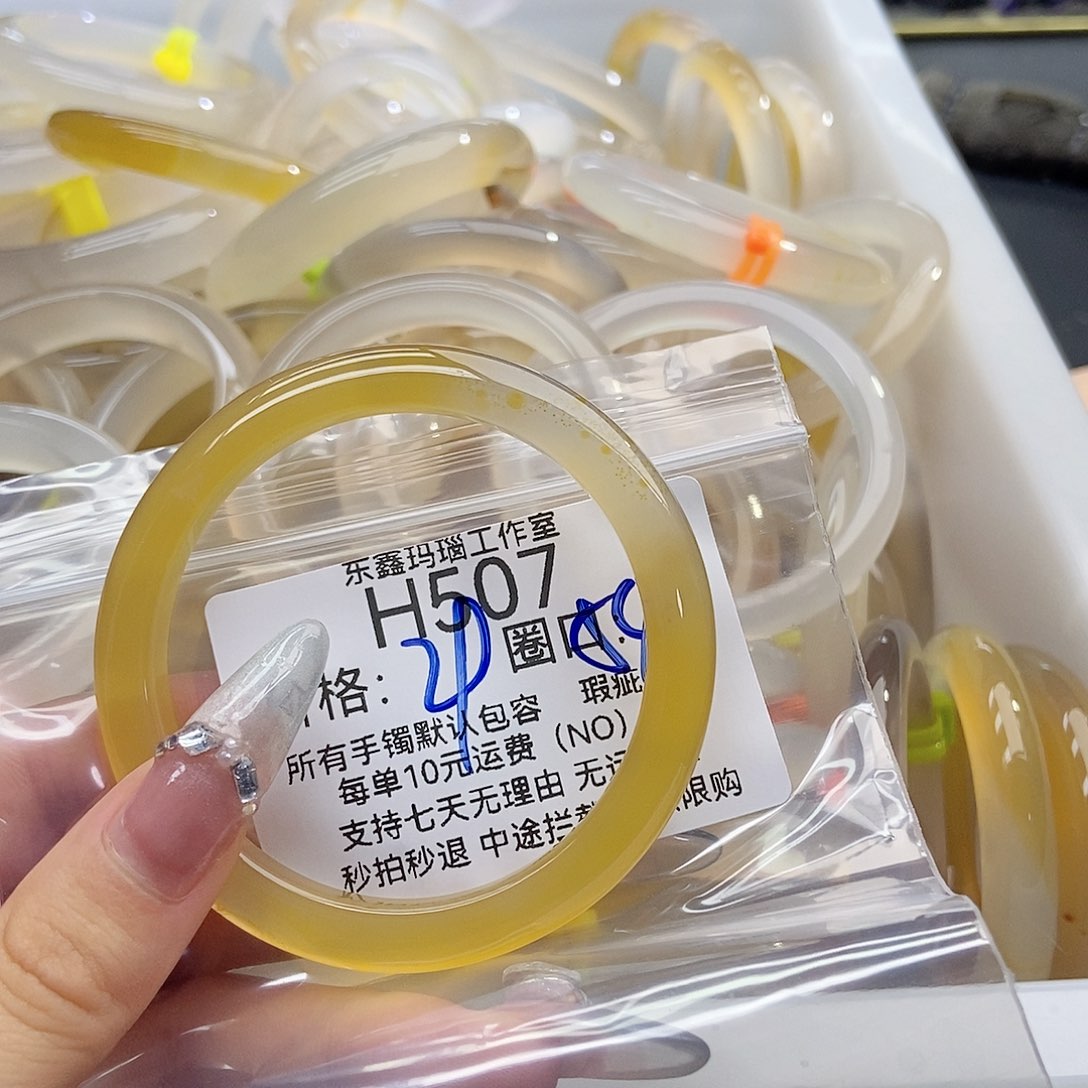 东鑫玛瑙工作室
H507
圈口:
格:
瑕疵
所有手镯默认包容
每单10元运费 (NO)
支持七天无理由 无
秒拍秒退 中途拦 限购